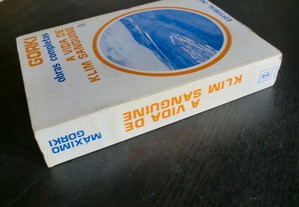 GORKI
obras completas
A VIDA DE
KLIM SANGUINE
A VIDA DE
KLIM SANGUINE
MÁXIMO
GORKI